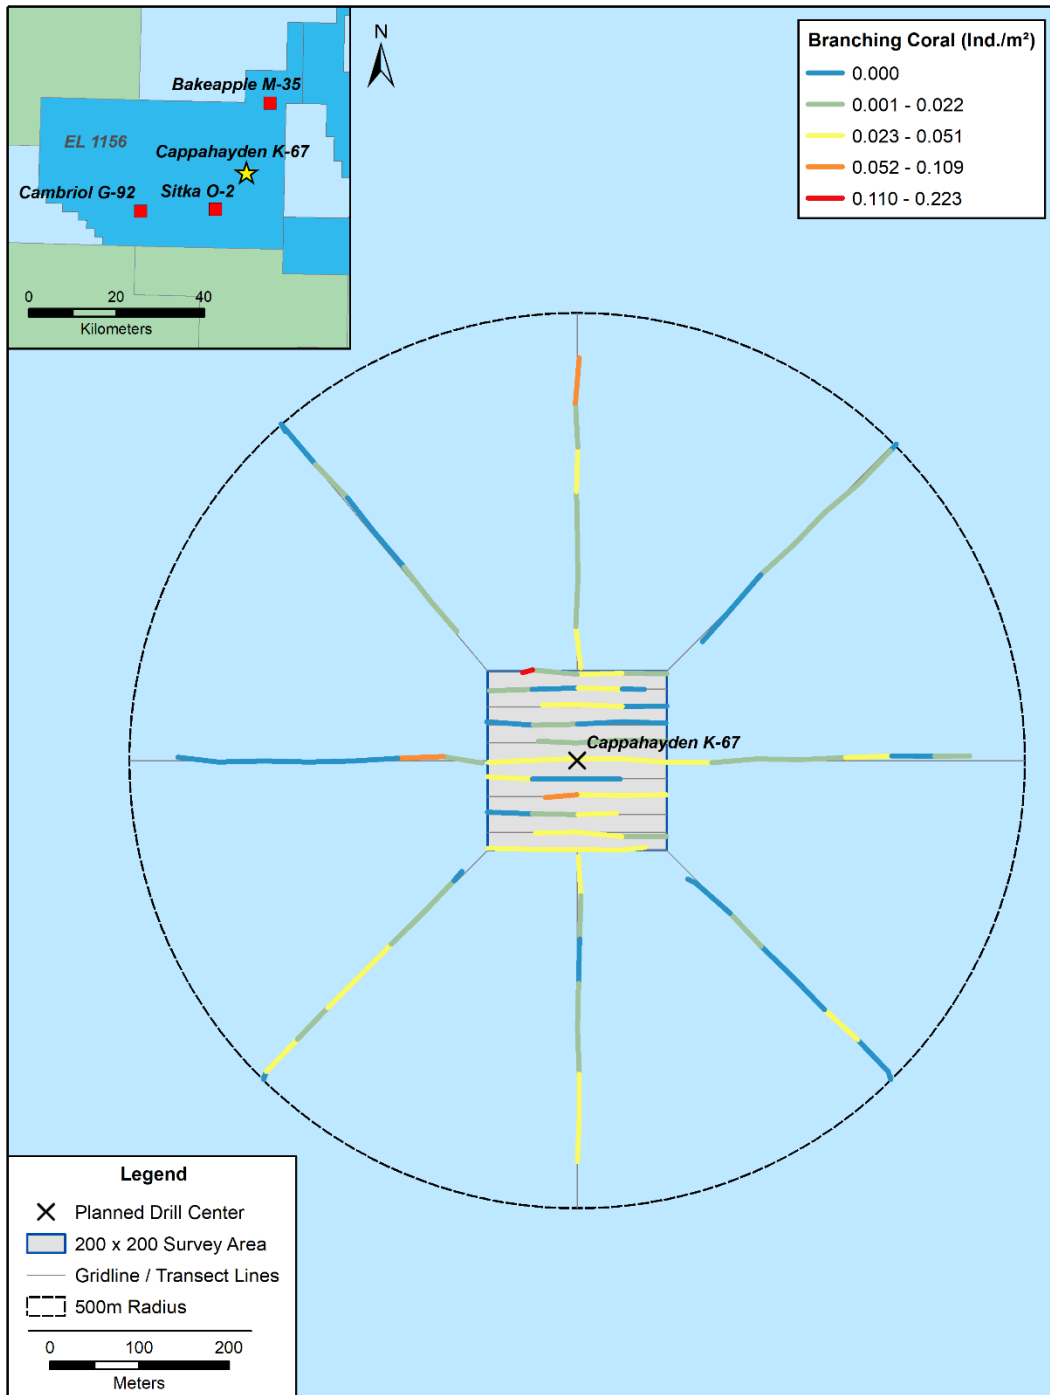 Bakeapple M-35
EL 1156
Cappahayden K-67
Cambriol G-92
Sitka O-2
0 20 40
Kilometers
N
Branching Coral (Ind./m²)
0.000
0.001 - 0.022
0.023 - 0.051
0.052 - 0.109
0.110 - 0.223
Cappahayden K-67
Legend
Planned Drill Center
200 x 200 Survey Area
Gridline / Transect Lines
500m Radius
0 100 200
Meters